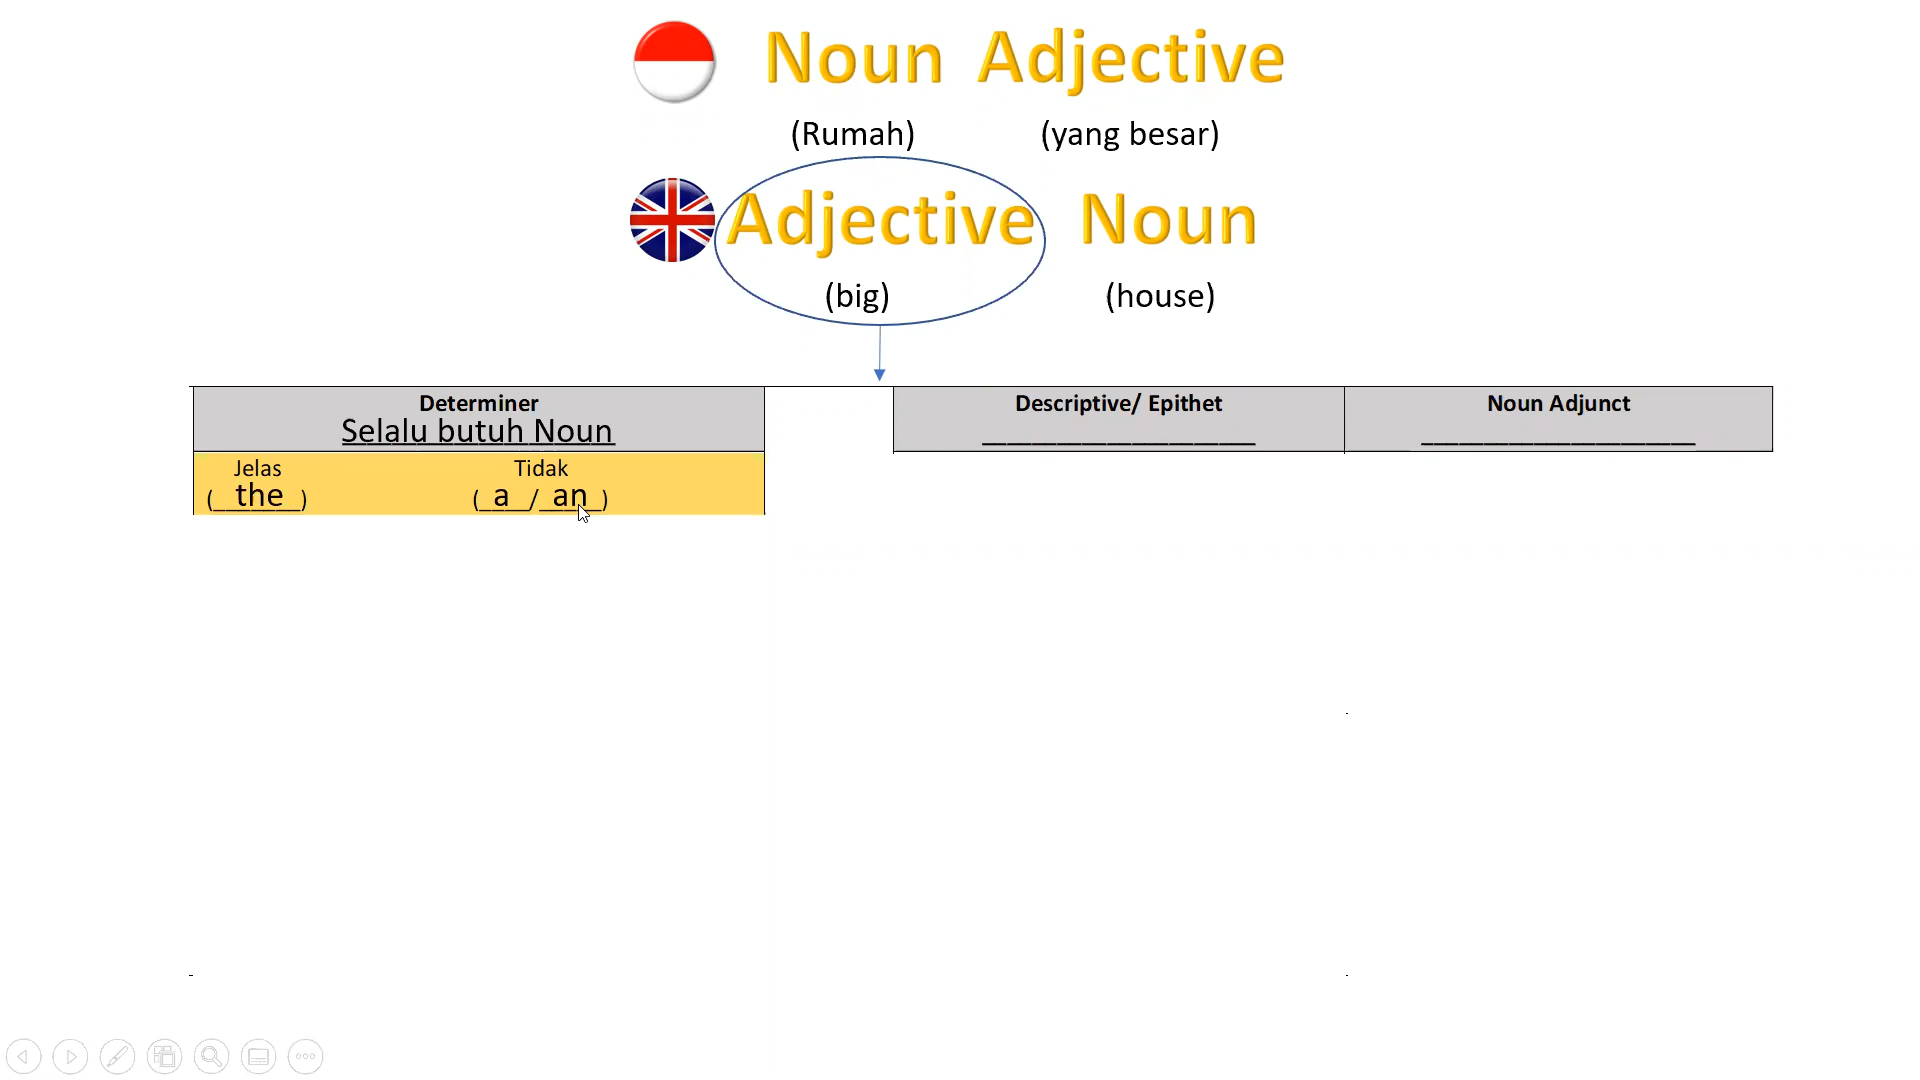 Noun Adjective
(Rumah) (yang besar)
Adjective Noun
(big) (house)
Determiner
Selalu butuh Noun
Descriptive/ Epithet
Noun Adjunct
Jelas Tidak
(the) (a/an)